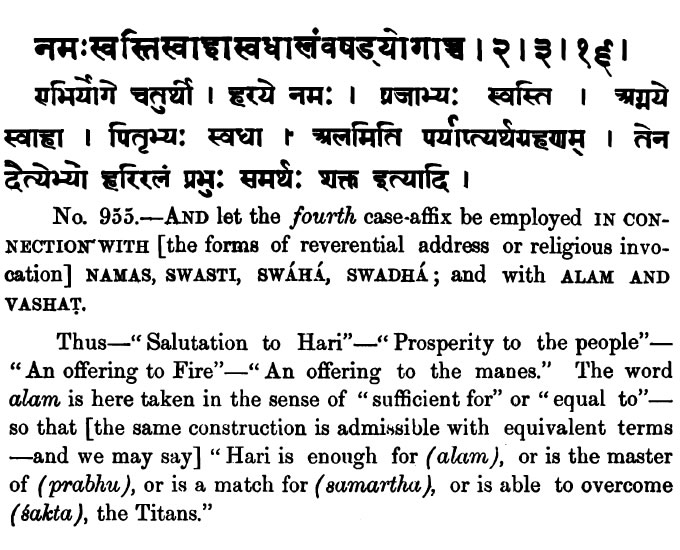 नमःस्वस्तिस्वाहास्वधालंवषड्योगाच्च । २ । ३ । १६ ।
एभिर्योगे चतुर्थी । हरये नमः । प्रजाभ्यः स्वस्ति । अग्नये
स्वाहा । पितृभ्यः स्वधा । अलमिति पर्याप्त्यर्थग्रहणम् । तेन
दैत्येभ्यो हरिरलं प्रभुः समर्थः शक्त इत्यादि ।
No. 955.—AND let the fourth case-affix be employed IN CON-
NECTION WITH [the forms of reverential address or religious invo-
cation] NAMAS, SWASTI, SWÁHÁ, SWADHÁ; and with ALAM AND
VASHAṬ.
Thus—“Salutation to Hari”—“Prosperity to the people”—
“An offering to Fire”—“An offering to the manes.” The word
alam is here taken in the sense of “sufficient for” or “equal to”—
so that [the same construction is admissible with equivalent terms
—and we may say] “Hari is enough for (alam), or is the master
of (prabhu), or is a match for (samartha), or is able to overcome
(śakta), the Titans.”